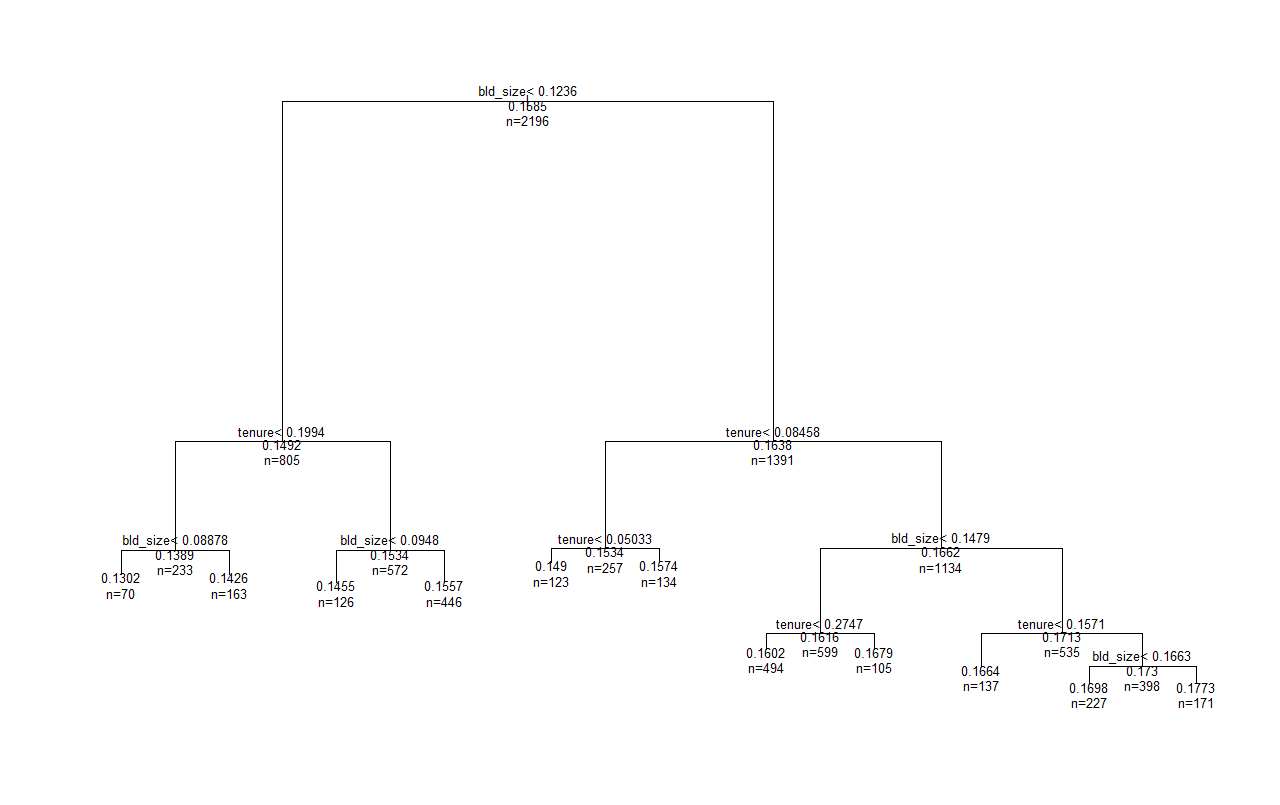 bld_size< 0.1236
0.1585
n=2196
tenure< 0.1994
0.1492
n=805
tenure< 0.08458
0.1638
n=1391
bld_size< 0.08878
0.1389
n=233
bld_size< 0.0948
0.1534
n=572
tenure< 0.05033
0.1534
n=257
bld_size< 0.1479
0.1662
n=1134
0.1302
n=70
0.1426
n=163
0.1455
n=126
0.1557
n=446
0.149
n=123
0.1574
n=134
tenure< 0.2747
0.1616
n=599
tenure< 0.1571
0.1713
n=535
0.1602
n=494
0.1679
n=105
0.1664
n=137
bld_size< 0.1663
0.173
n=398
0.1698
n=227
0.1773
n=171